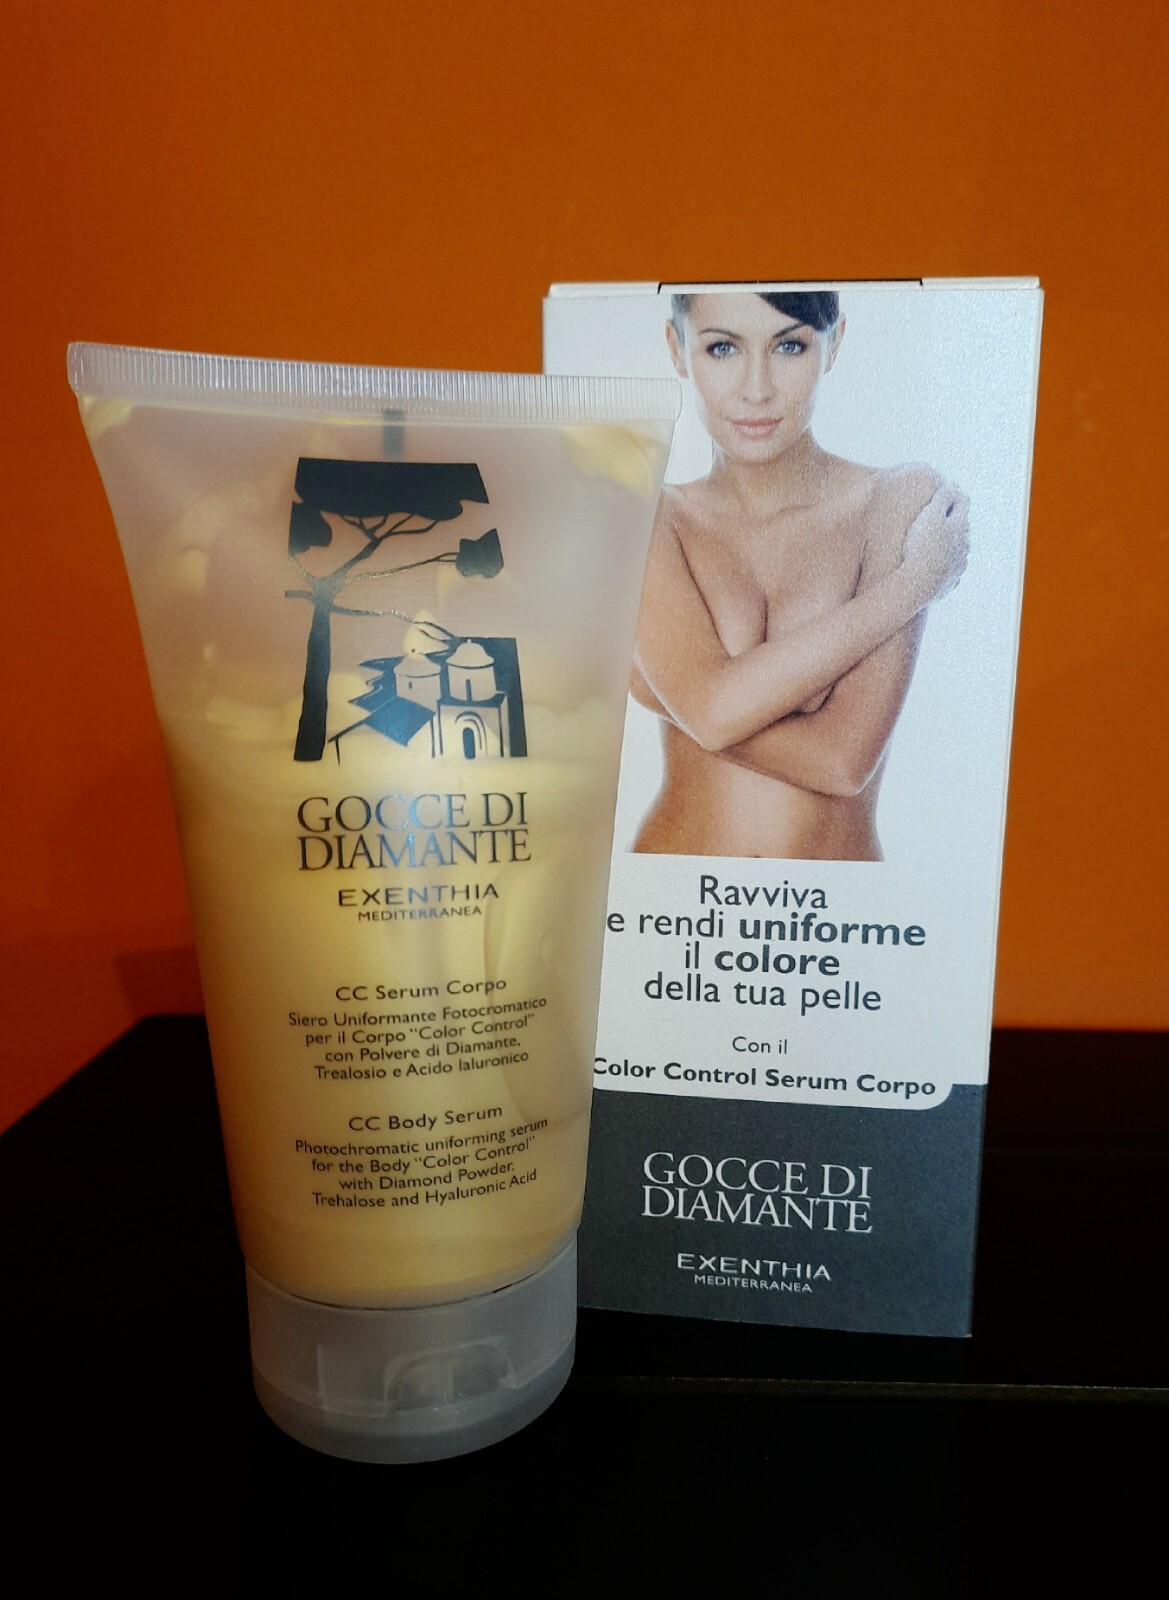 GOCCE DI
DIAMANTE
EXENTHIA
MEDITERRANEA
CC Serum Corpo
Siero Uniformante Fotocromatico
per il Corpo "Color Control"
con Polvere di Diamante,
Trealosio e Acido Ialuronico
CC Body Serum
Photochromatic uniforming serum
for the Body "Color Control"
with Diamond Powder,
Trehalose and Hyaluronic Acid
Ravviva
e rendi uniforme
il colore
della tua pelle
Con il
Color Control Serum Corpo
GOCCE DI
DIAMANTE
EXENTHIA
MEDITERRANEA